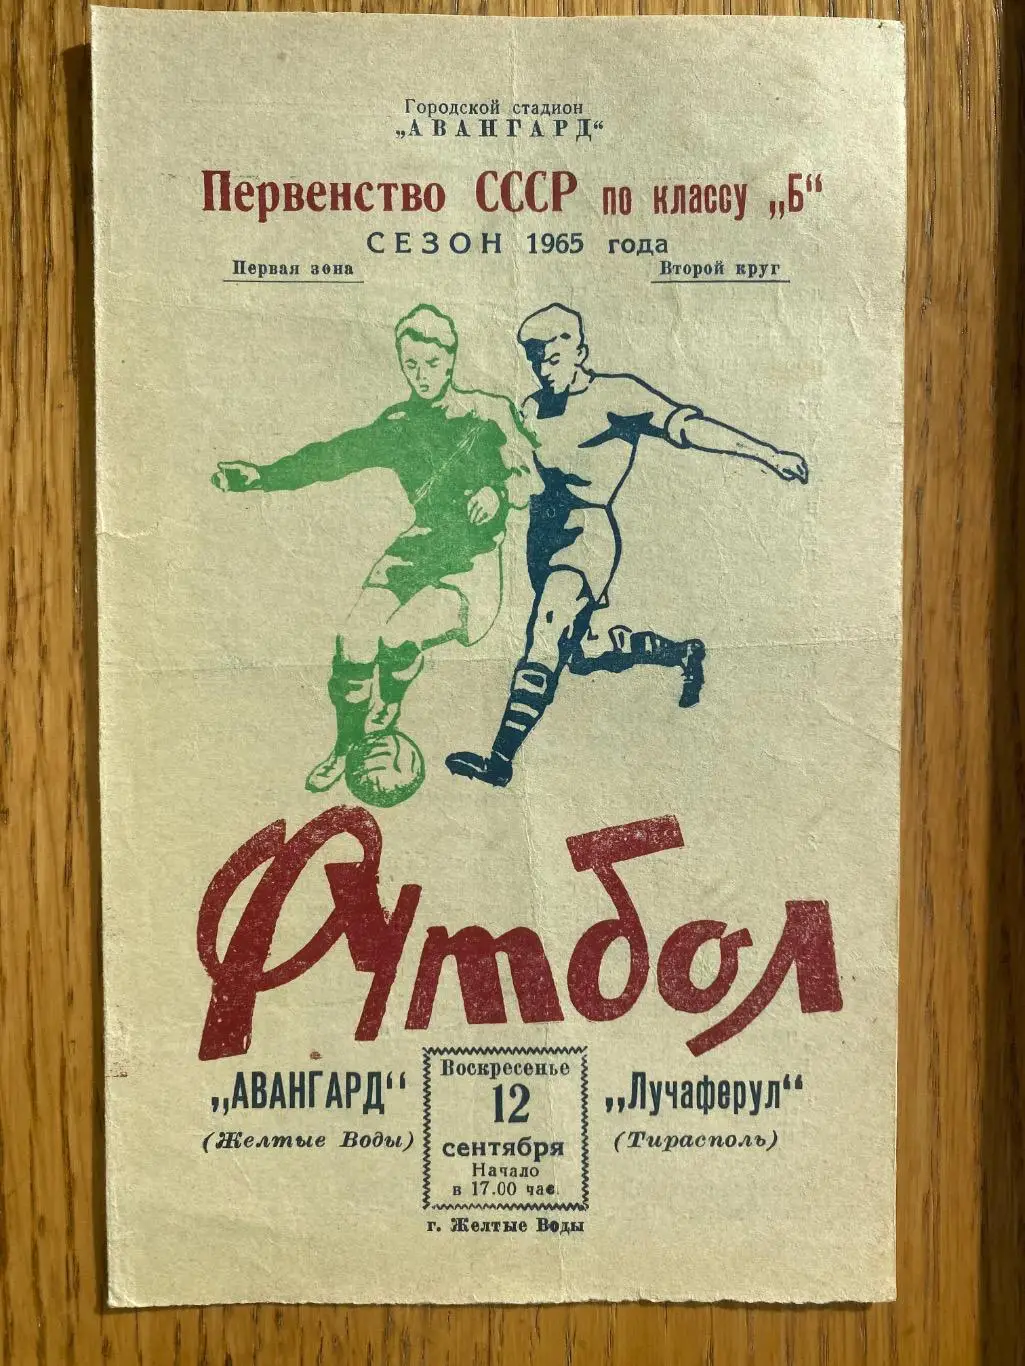 Городской стадион
„АВАНГАРД“
Первенство СССР по классу „Б“
СЕЗОН 1965 года
Первая зона
Второй круг
Футбол
„АВАНГАРД“
(Желтые Воды)
Воскресенье
12
сентября
Начало
в 17.00 час.
„Лучаферул“
(Тирасполь)
г. Желтые Воды